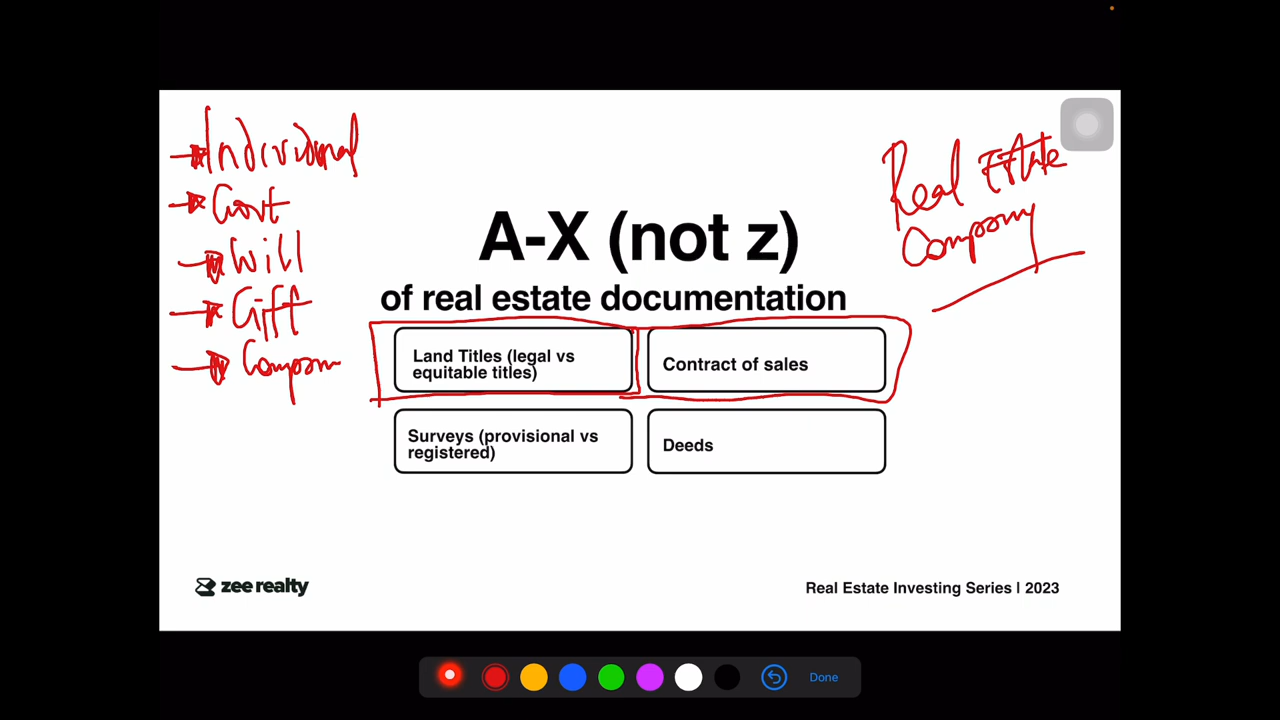 Individual
Govt
Will
Gift
Real Estate
Company
A-X (not z)
of real estate documentation
Land Titles (legal vs
equitable titles)
Contract of sales
Surveys (provisional vs
registered)
Deeds
zee realty
Real Estate Investing Series I 2023
Done